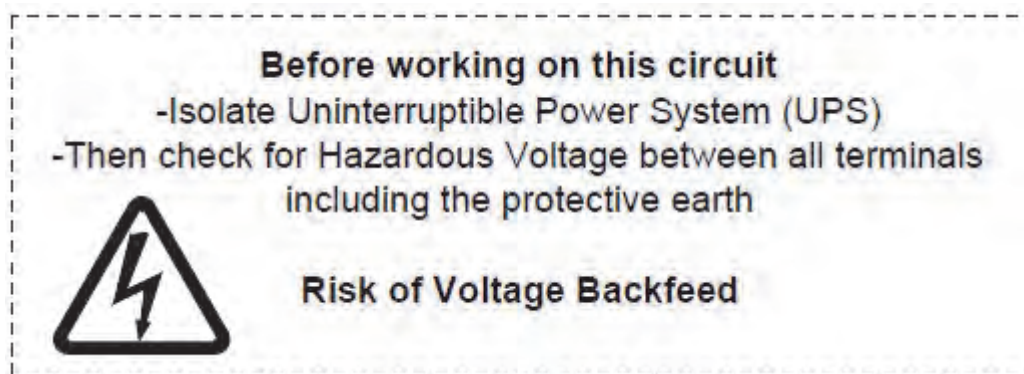 Before working on this circuit
-Isolate Uninterruptible Power System (UPS)
-Then check for Hazardous Voltage between all terminals
including the protective earth
Risk of Voltage Backfeed